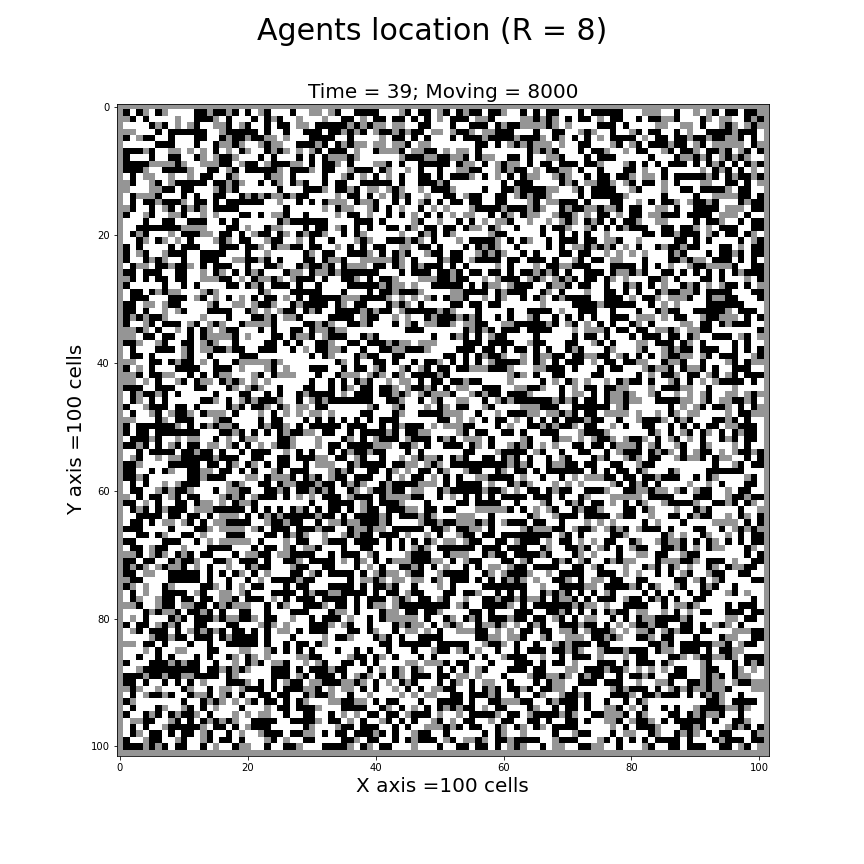 Agents location (R = 8)
Time = 39; Moving = 8000
0
20
40
60
80
100
Y axis =100 cells
0 20 40 60 80 100
X axis =100 cells